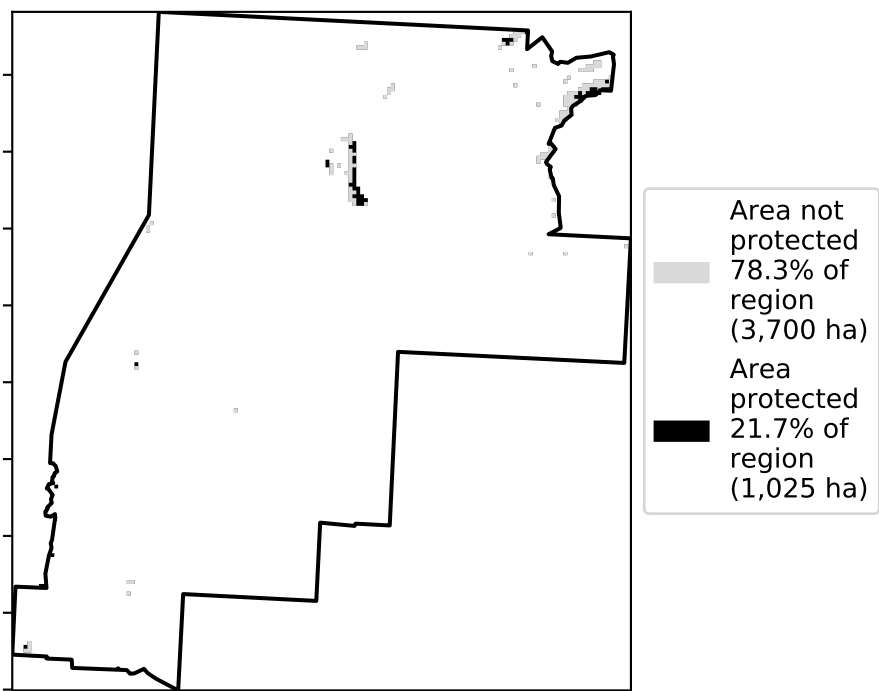 Area not
protected
78.3% of
region
(3,700 ha)
Area
protected
21.7% of
region
(1,025 ha)